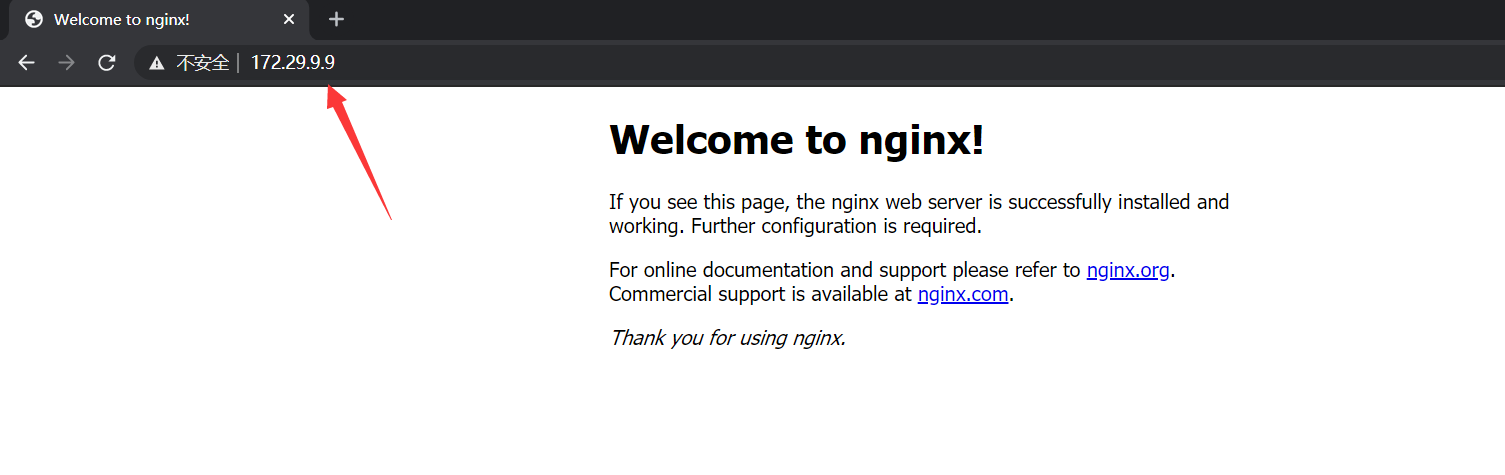 Welcome to nginx!
不安全 172.29.9.9
Welcome to nginx!
If you see this page, the nginx web server is successfully installed and
working. Further configuration is required.
For online documentation and support please refer to nginx.org.
Commercial support is available at nginx.com.
Thank you for using nginx.